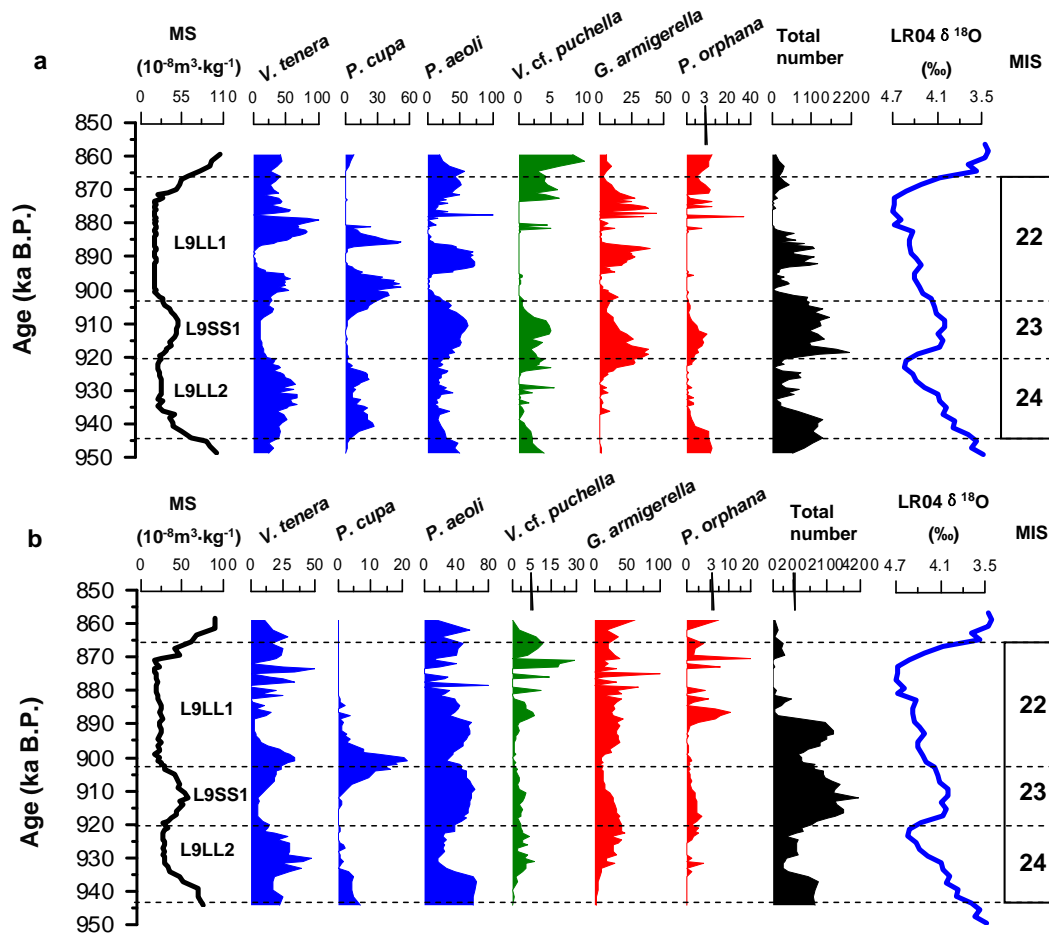 a
MS
(10⁻⁸m³·kg⁻¹)
V. tenera
P. cupa
P. aeoli
V. cf. puchella
G. armigerella
P. orphana
Total
number
LR04 δ ¹⁸O
(‰)
MIS
0 55 110
0 50 100
0 30 60
0 50 100
0 5 10
0 25 50
0 3 20 40
0 1100 2200
4.7 4.1 3.5
Age (ka B.P.)
850
860
870
880
890
900
910
920
930
940
950
L9LL1
L9SS1
L9LL2
22
23
24
b
MS
(10⁻⁸m³·kg⁻¹)
V. tenera
P. cupa
P. aeoli
V. cf. puchella
G. armigerella
P. orphana
Total
number
LR04 δ ¹⁸O
(‰)
MIS
0 50 100
0 25 50
0 10 20
0 40 80
0 5 15 30
0 50 100
0 3 10 20
0 220 2100 4200
4.7 4.1 3.5
Age (ka B.P.)
850
860
870
880
890
900
910
920
930
940
950
L9LL1
L9SS1
L9LL2
22
23
24